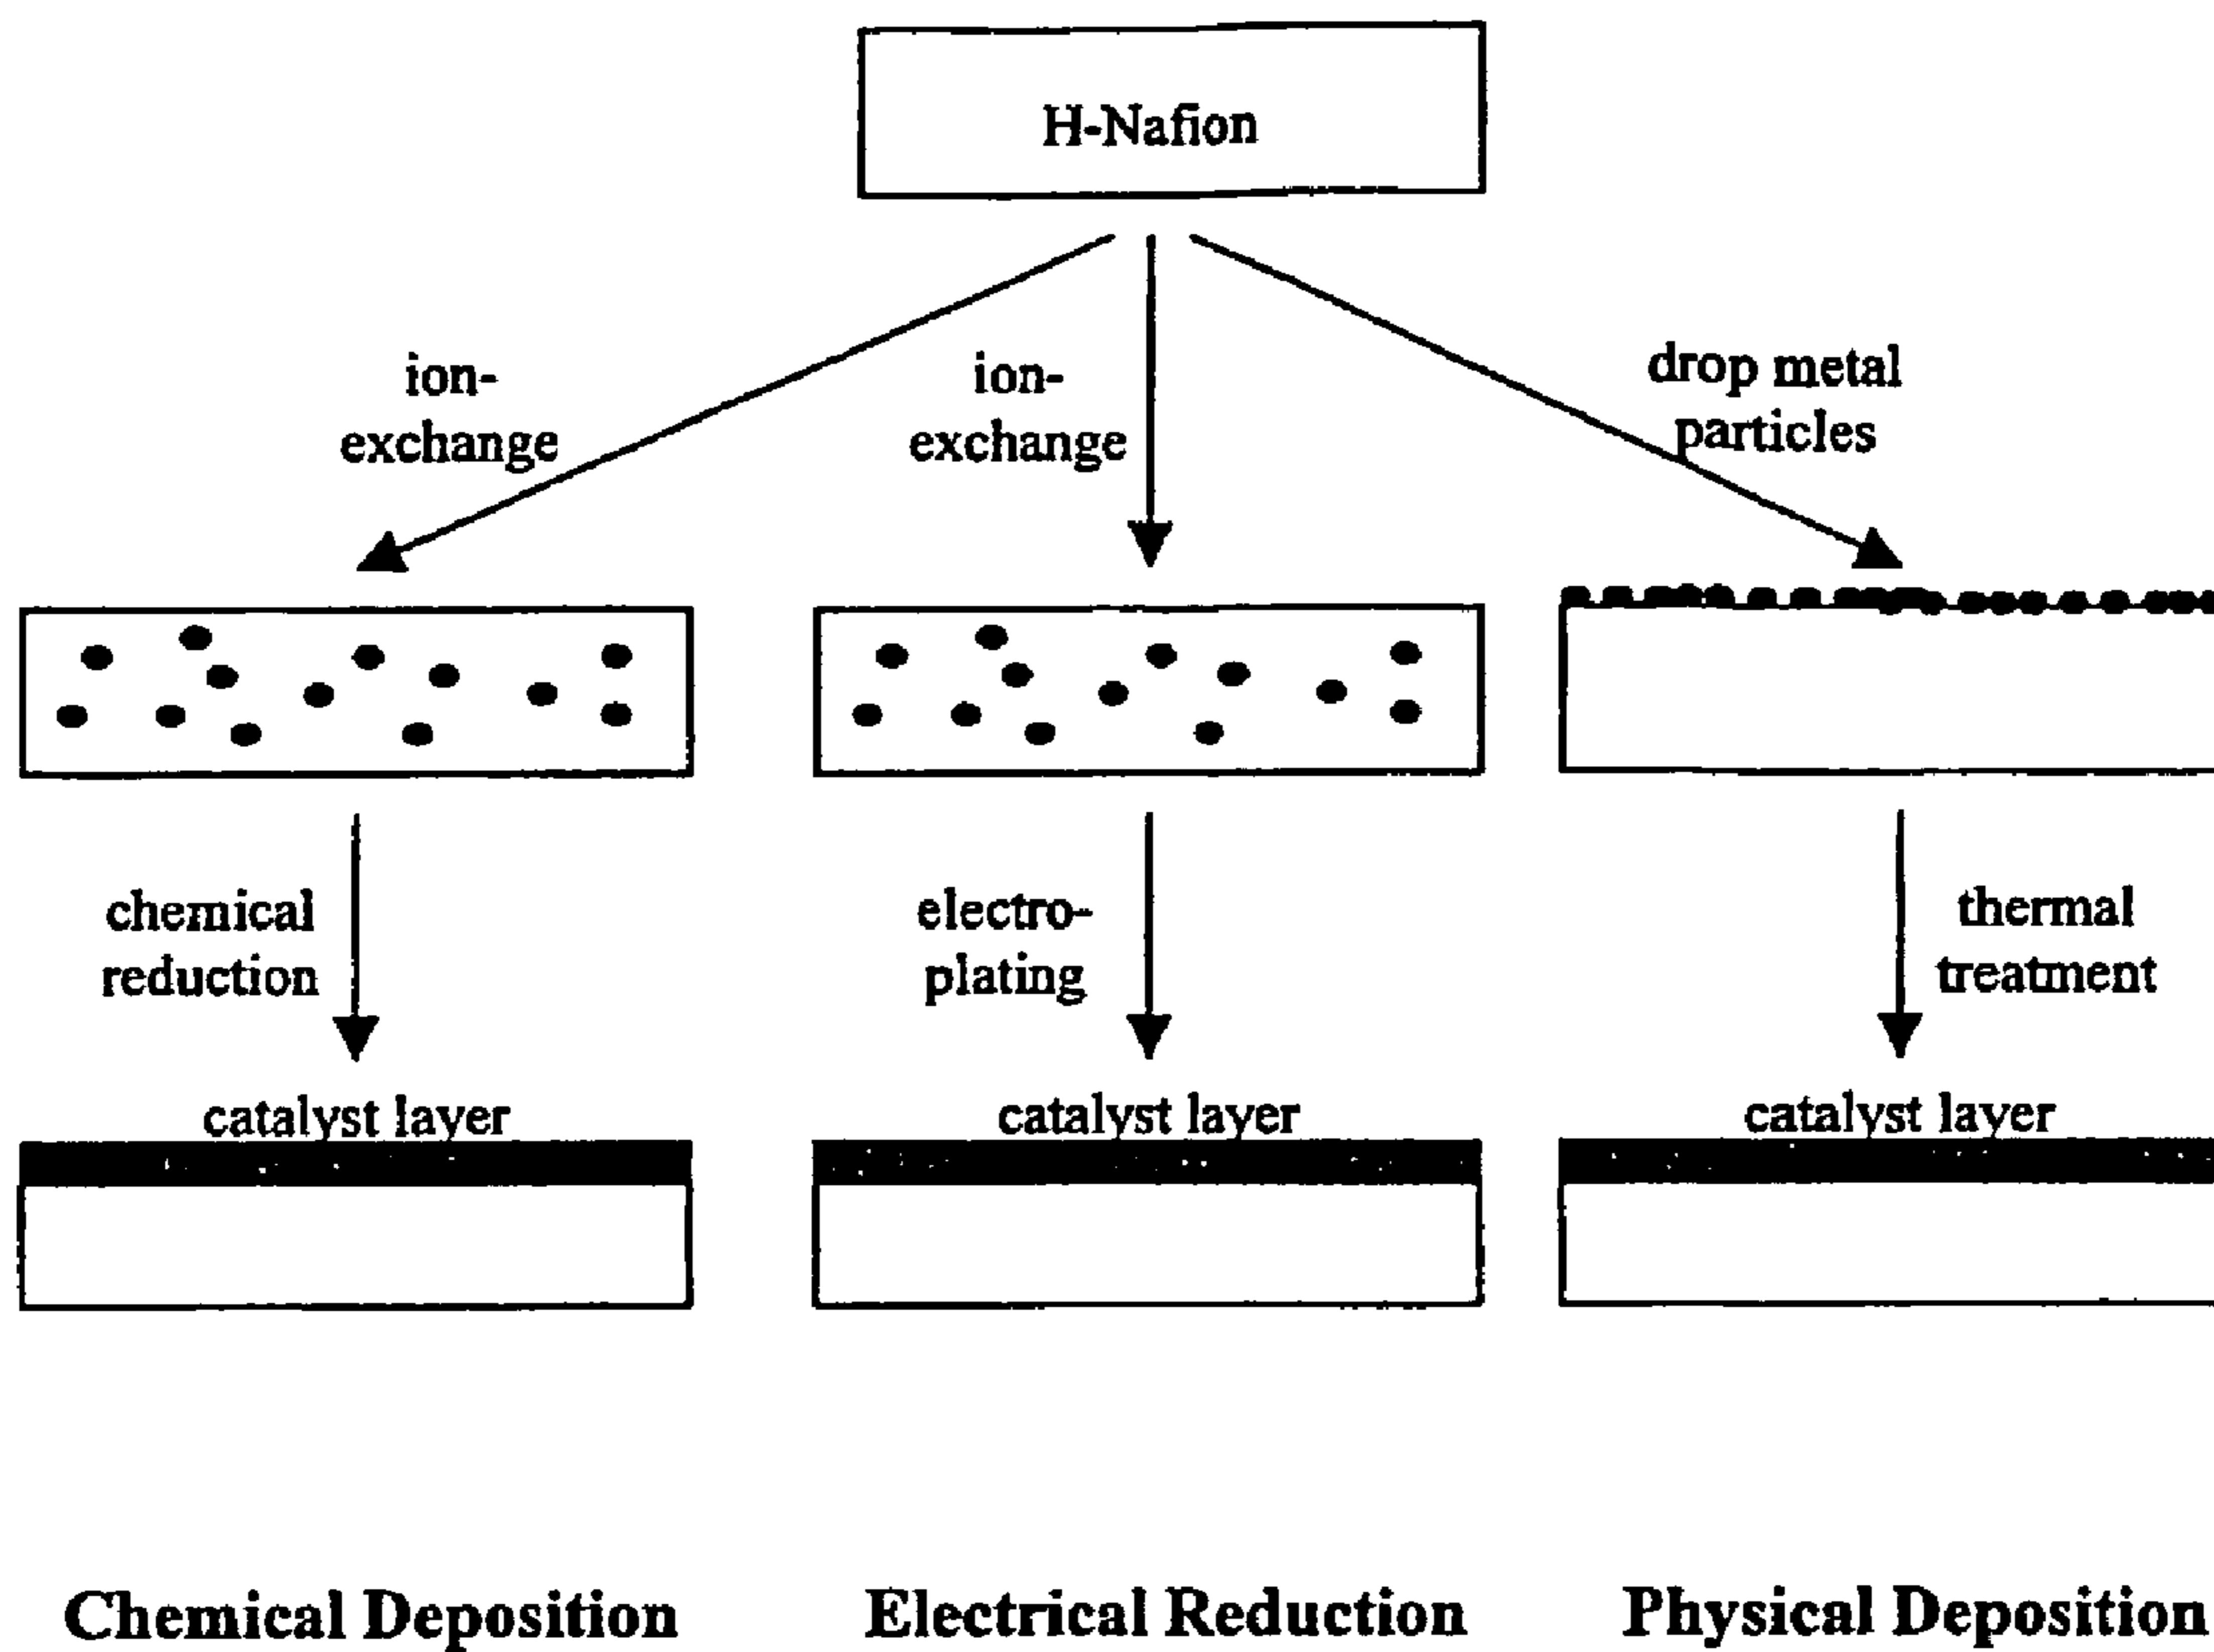 H-Nafion
ion-
exchange
ion-
exchange
drop metal
particles
chemical
reduction
electro-
plating
thermal
treatment
catalyst layer
catalyst layer
catalyst layer
Chemical Deposition
Electrical Reduction
Physical Deposition